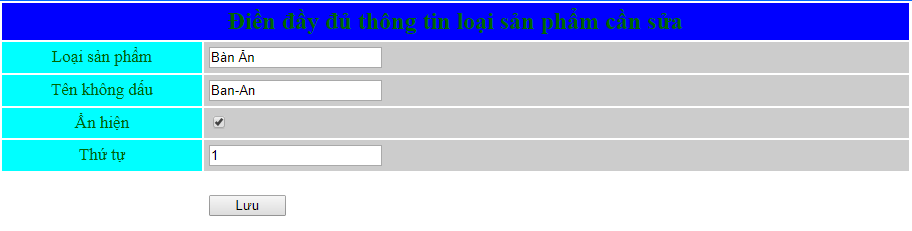 Điền đầy đủ thông tin loại sản phẩm cần sửa
Loại sản phẩm Bàn Ăn
Tên không dấu Ban-An
Ẩn hiện
Thứ tự 1
Lưu